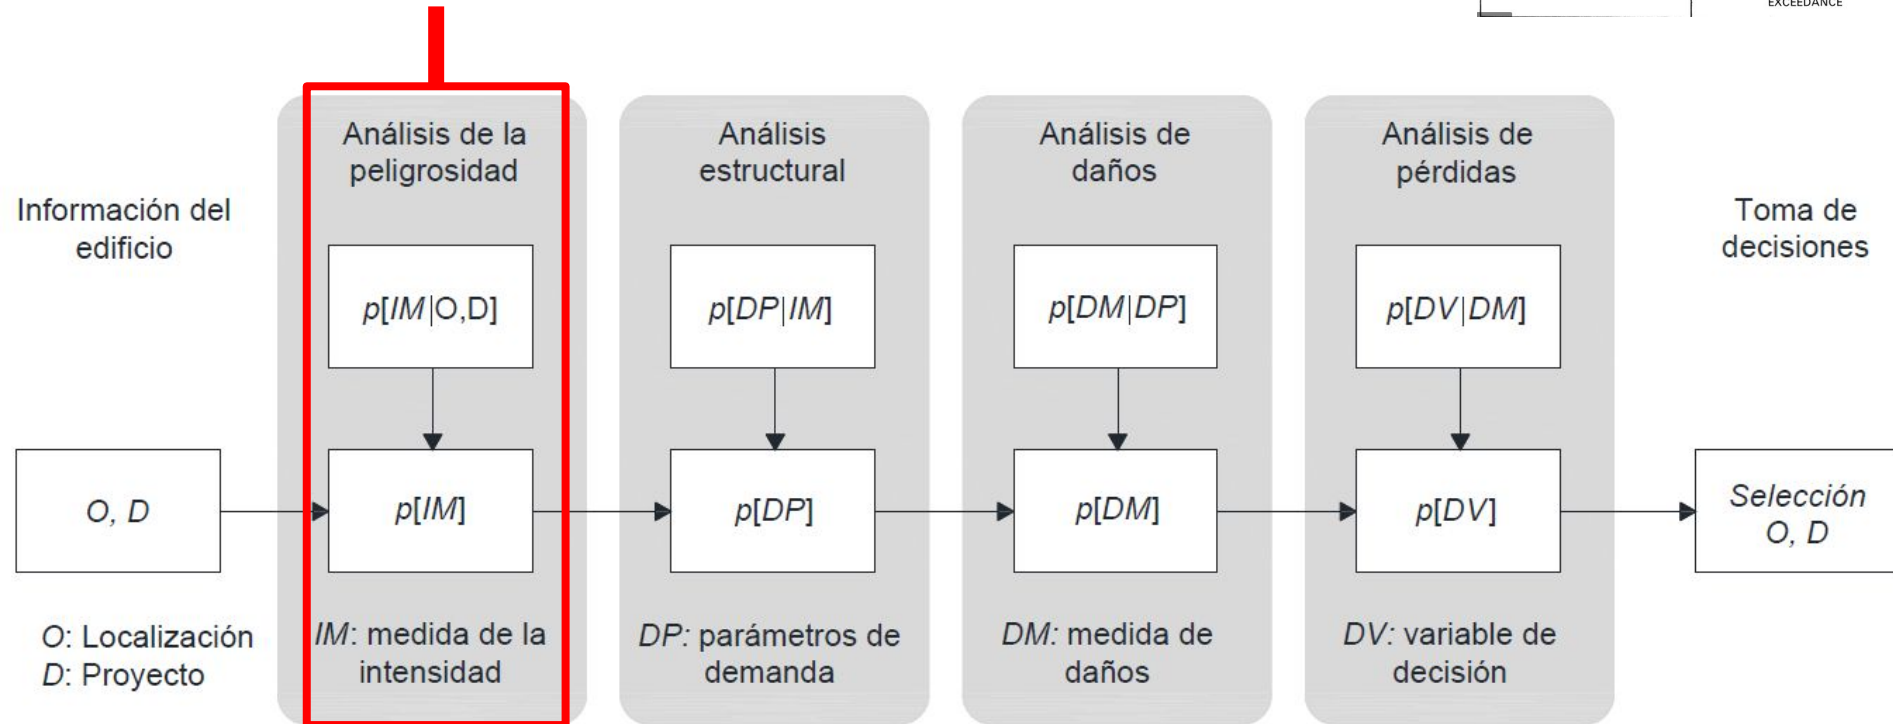 EXCEEDANCE
Información del
edificio
O, D
O: Localización
D: Proyecto
Análisis de la
peligrosidad
p[IM|O,D]
p[IM]
IM: medida de la
intensidad
Análisis
estructural
p[DP|IM]
p[DP]
DP: parámetros de
demanda
Análisis de
daños
p[DM|DP]
p[DM]
DM: medida de
daños
Análisis de
pérdidas
p[DV|DM]
p[DV]
DV: variable de
decisión
Toma de
decisiones
Selección
O, D